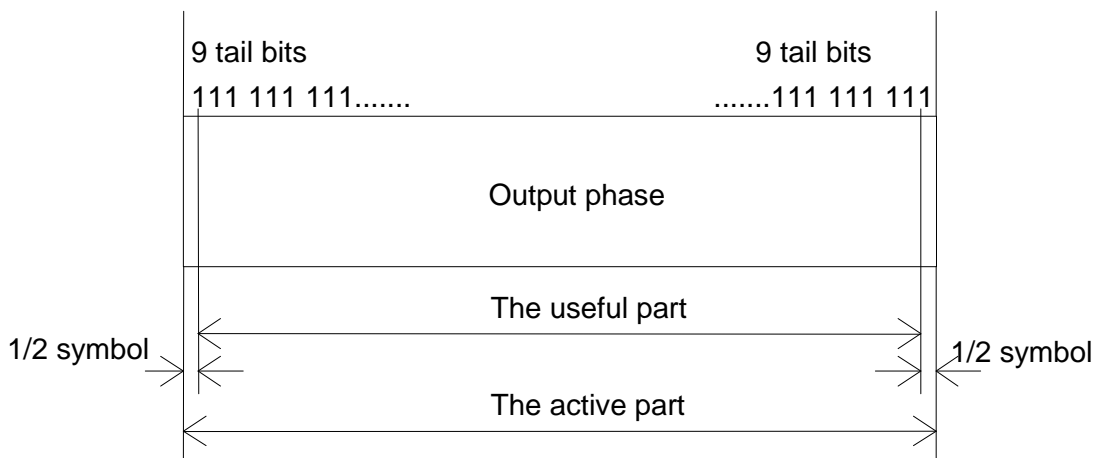 9 tail bits 9 tail bits
111 111 111....... .......111 111 111
Output phase
The useful part
1/2 symbol 1/2 symbol
The active part